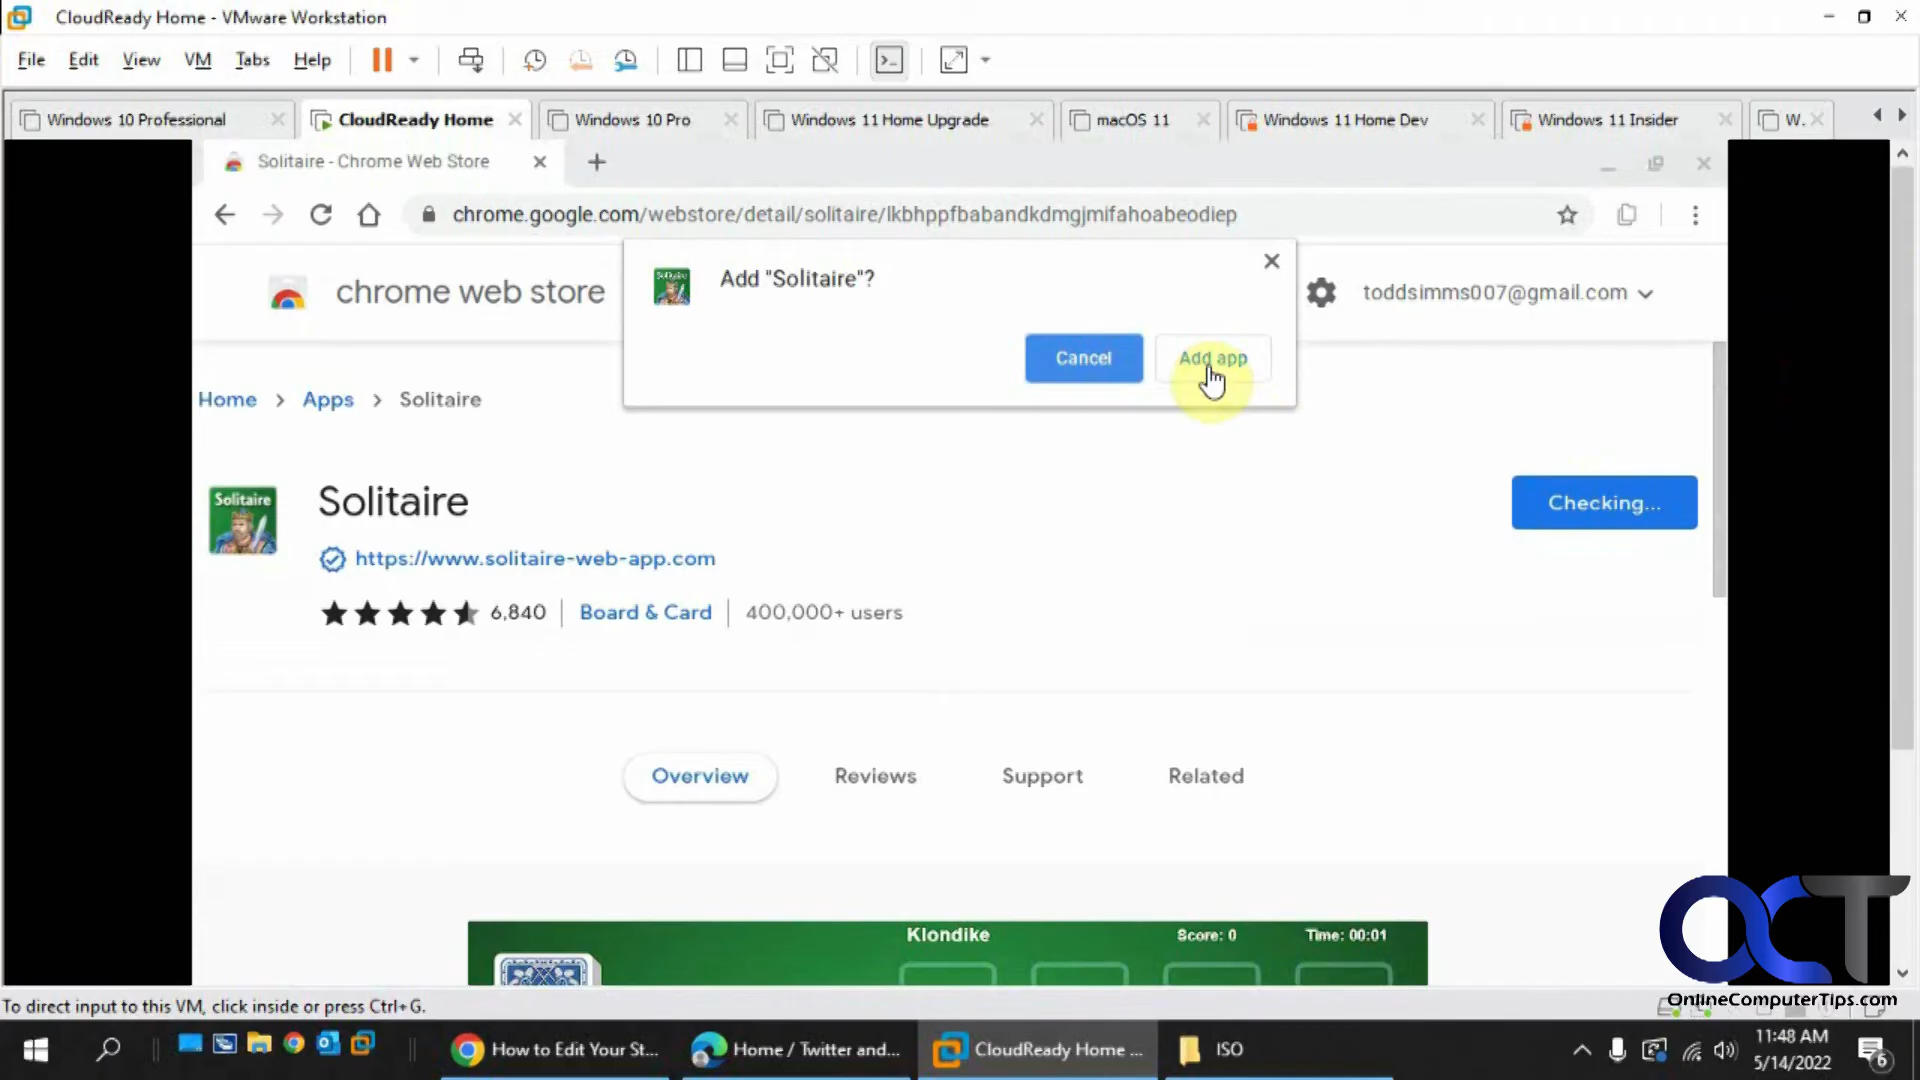 CloudReady Home - VMware Workstation
File Edit View VM Tabs Help
Windows 10 Professional CloudReady Home Windows 10 Pro Windows 11 Home Upgrade macOS 11 Windows 11 Home Dev Windows 11 Insider W.
Solitaire - Chrome Web Store
chrome.google.com/webstore/detail/solitaire/lkbhppfbabandkdmgjmifahoabeodiep
Add "Solitaire"?
chrome web store
toddsimms007@gmail.com
Cancel Add app
Home > Apps > Solitaire
Solitaire
Solitaire
Checking...
https://www.solitaire-web-app.com
6,840 Board & Card 400,000+ users
Overview Reviews Support Related
Klondike Score: 0 Time: 00:01
OCT
OnlineComputerTips.com
To direct input to this VM, click inside or press Ctrl+G.
How to Edit Your St... Home / Twitter and... CloudReady Home ... ISO
11:48 AM
5/14/2022
6